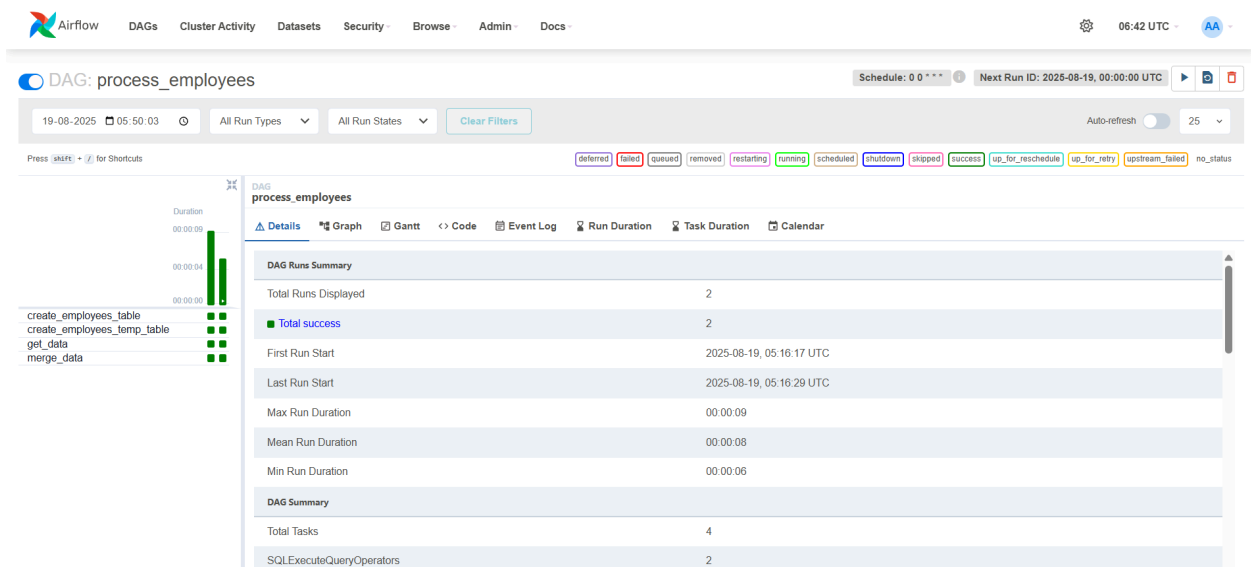 Airflow DAGs Cluster Activity Datasets Security Browse Admin Docs 06:42 UTC AA
DAG: process_employees Schedule: 0 0 * * * Next Run ID: 2025-08-19, 00:00:00 UTC
19-08-2025 05:50:03 All Run Types All Run States Clear Filters Auto-refresh 25
Press shift + / for Shortcuts deferred failed queued removed restarting running scheduled shutdown skipped success up_for_reschedule up_for_retry upstream_failed no_status
DAG
process_employees
Duration
00:00:09
00:00:04
00:00:00
create_employees_table
create_employees_temp_table
get_data
merge_data
Details Graph Gantt Code Event Log Run Duration Task Duration Calendar
DAG Runs Summary
Total Runs Displayed 2
Total success 2
First Run Start 2025-08-19, 05:16:17 UTC
Last Run Start 2025-08-19, 05:16:29 UTC
Max Run Duration 00:00:09
Mean Run Duration 00:00:08
Min Run Duration 00:00:06
DAG Summary
Total Tasks 4
SQLExecuteQueryOperators 2